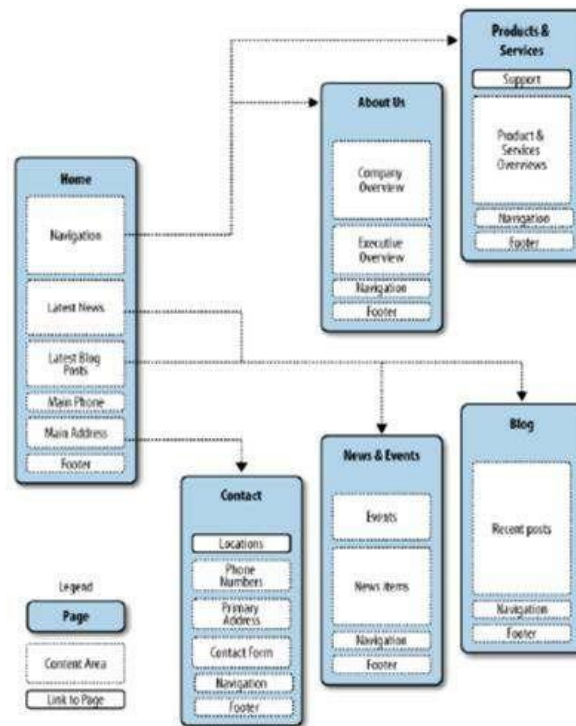 Products &
Services
Support
Product &
Services
Overviews
Navigation
Footer
About Us
Company
Overview
Executive
Overview
Navigation
Footer
Home
Navigation
Latest News
Latest Blog
Posts
Main Phone
Main Address
Footer
Contact
Locations
Phone
Numbers
Primary
Address
Contact Form
Navigation
Footer
News & Events
Events
News items
Navigation
Footer
Blog
Recent posts
Navigation
Footer
Legend
Page
Content Area
Link to Page